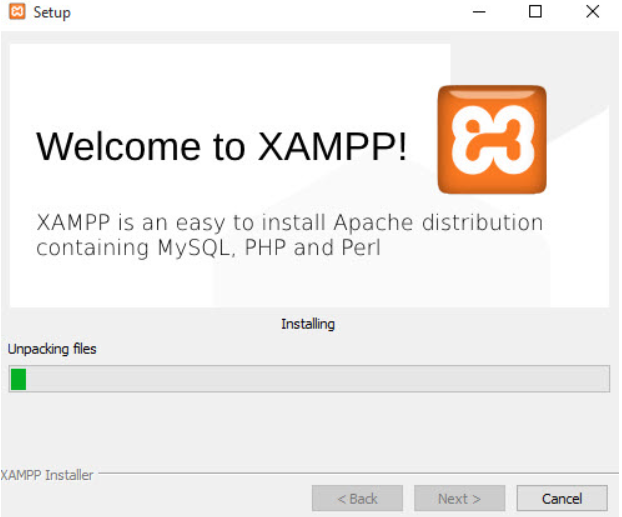 Setup
Welcome to XAMPP!
XAMPP is an easy to install Apache distribution
containing MySQL, PHP and Perl
Installing
Unpacking files
XAMPP Installer
< Back
Next >
Cancel